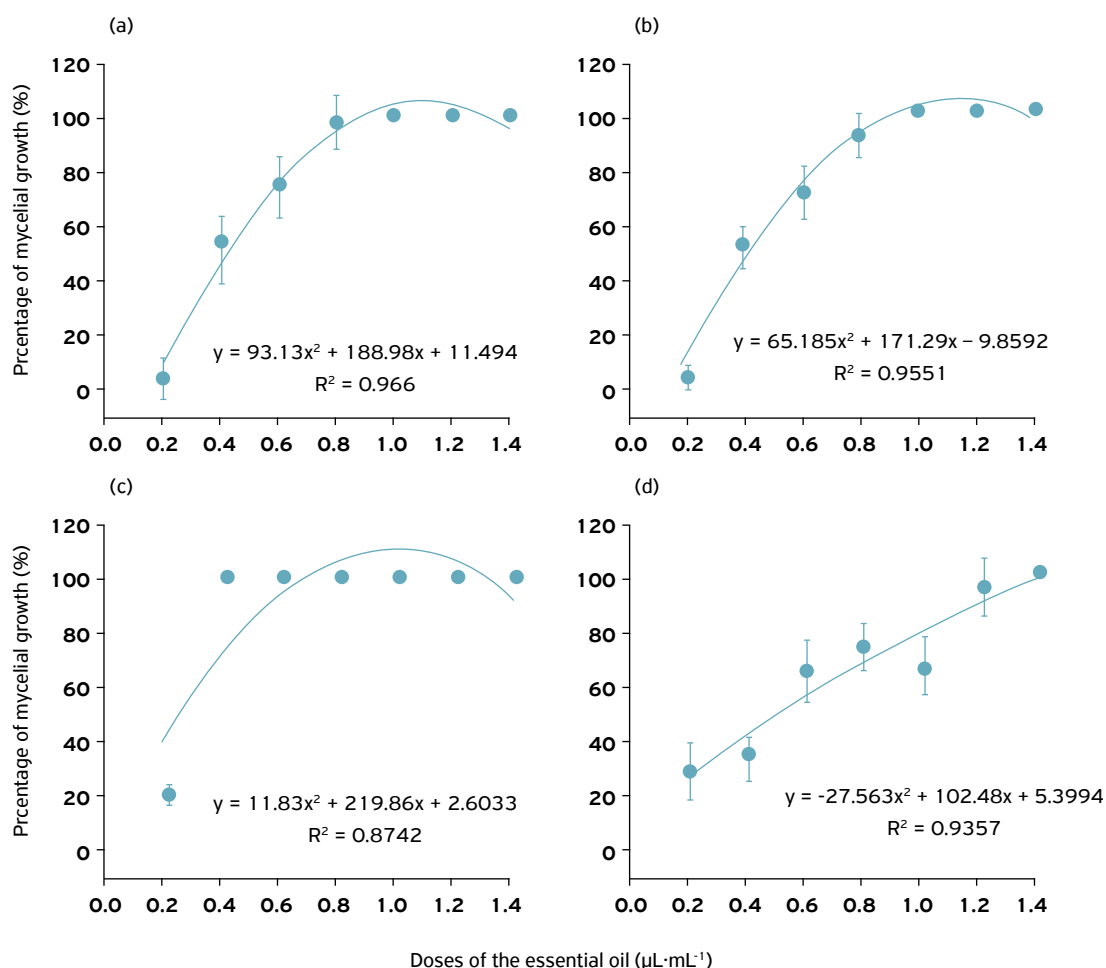 (a)
(b)
Prcentage of mycelial growth (%)
120
100
80
60
40
20
0
y = 93.13x² + 188.98x + 11.494
R² = 0.966
0.0 0.2 0.4 0.6 0.8 1.0 1.2 1.4
120
100
80
60
40
20
0
y = 65.185x² + 171.29x – 9.8592
R² = 0.9551
0.0 0.2 0.4 0.6 0.8 1.0 1.2 1.4
(c)
(d)
Prcentage of mycelial growth (%)
120
100
80
60
40
20
0
y = 11.83x² + 219.86x + 2.6033
R² = 0.8742
0.0 0.2 0.4 0.6 0.8 1.0 1.2 1.4
120
100
80
60
40
20
0
y = -27.563x² + 102.48x + 5.3994
R² = 0.9357
0.0 0.2 0.4 0.6 0.8 1.0 1.2 1.4
Doses of the essential oil (µL·mL⁻¹)